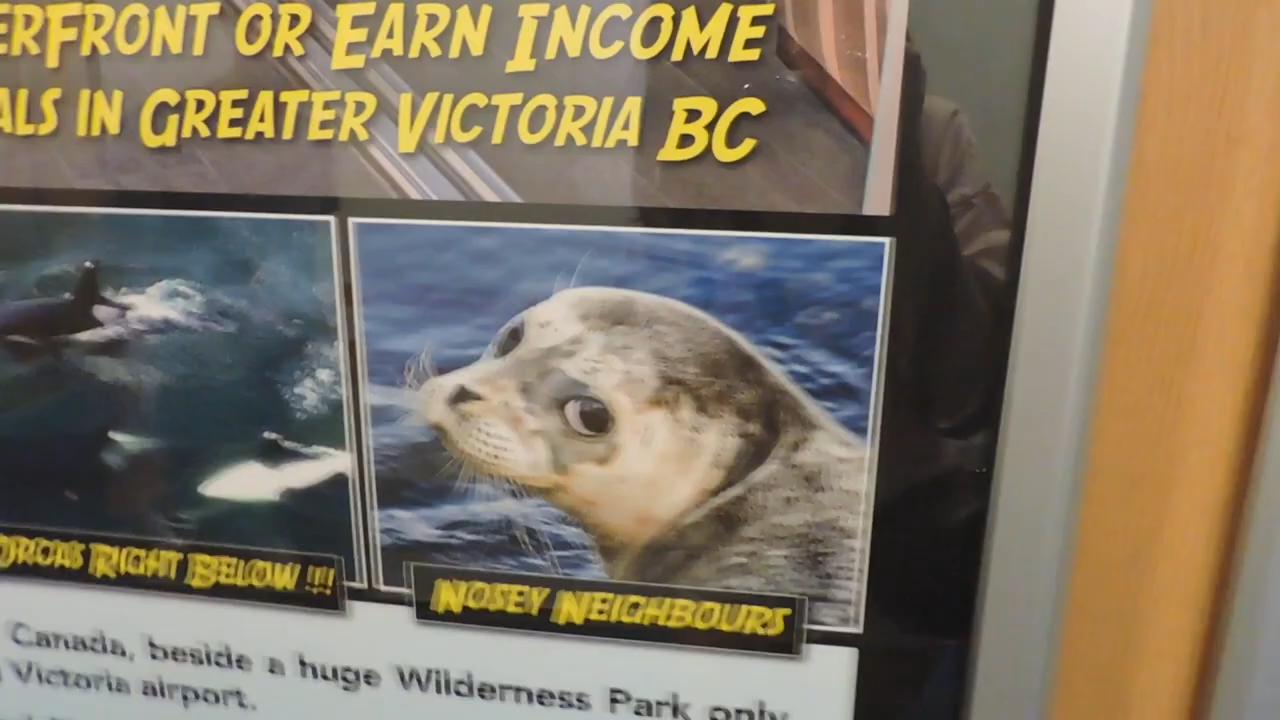 ERFRONT OR EARN INCOME
ALS IN GREATER VICTORIA BC
ORCAS RIGHT BELOW !!!
NOSEY NEIGHBOURS
Canada, beside a huge Wilderness Park only
Victoria airport.